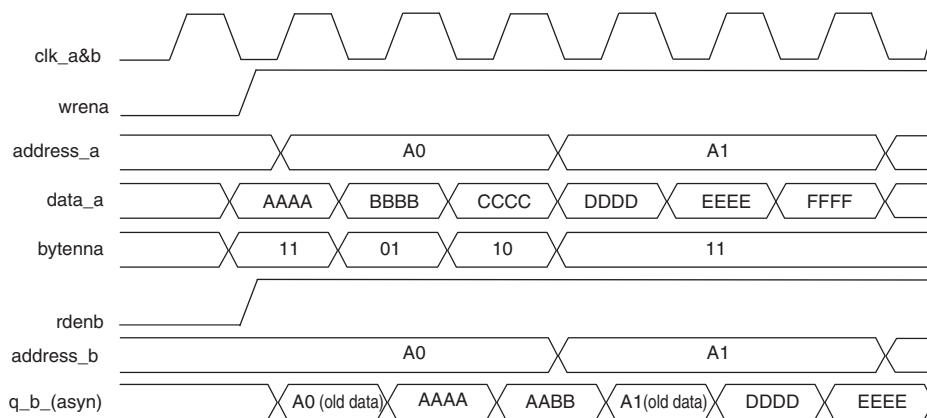 clk_a&b
wrena
address_a A0 A1
data_a AAAA BBBB CCCC DDDD EEEE FFFF
bytenna 11 01 10 11
rdenb
address_b A0 A1
q_b_(asyn) A0 (old data) AAAA AABB A1(old data) DDDD EEEE